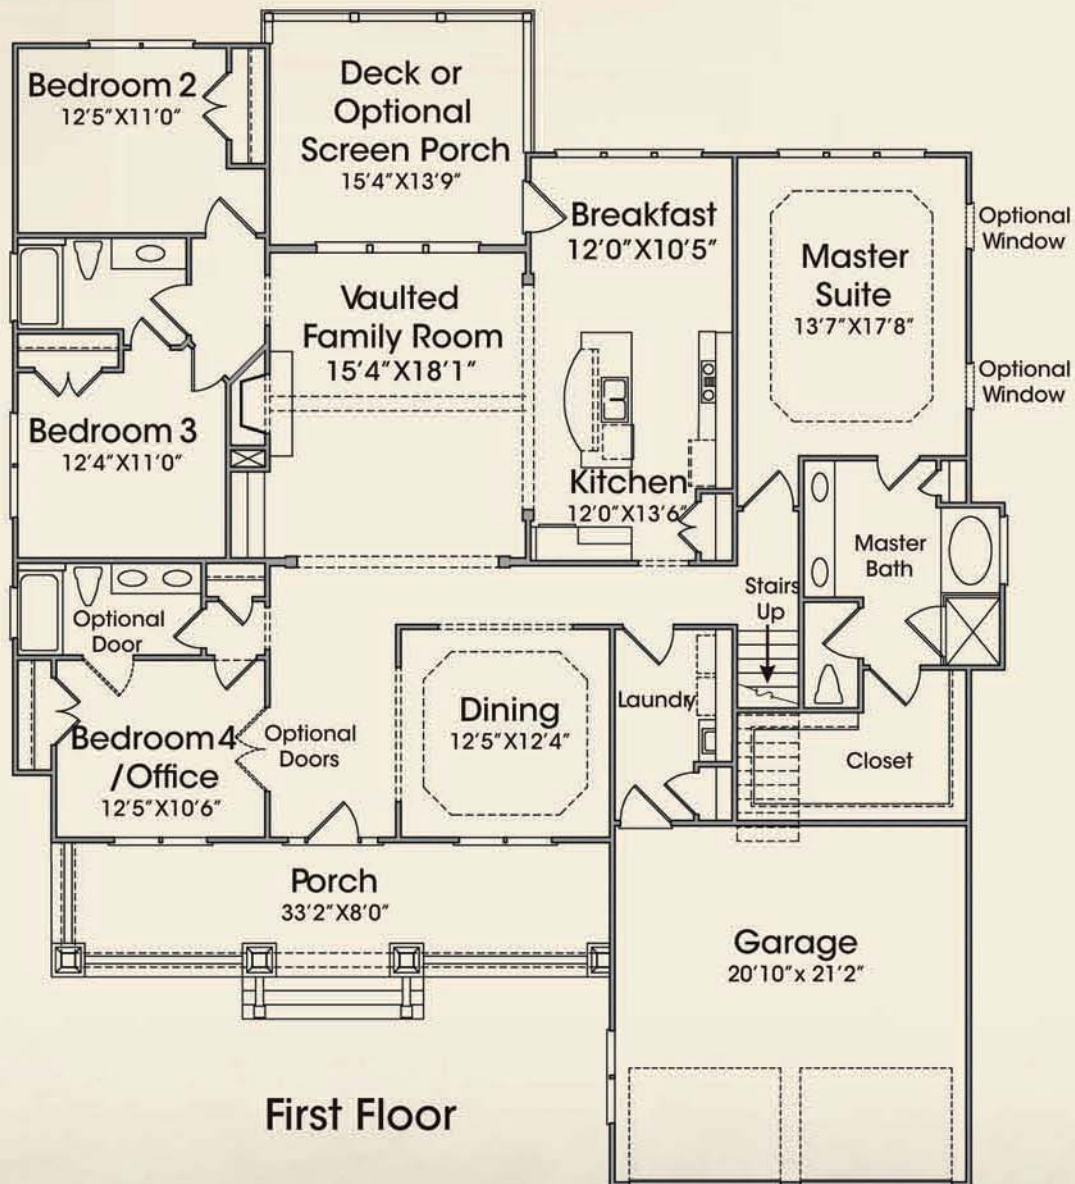 Bedroom 2
12'5"X11'0"
Deck or
Optional
Screen Porch
15'4"X13'9"
Breakfast
12'0"X10'5"
Master
Suite
13'7"X17'8"
Optional
Window
Optional
Window
Vaulted
Family Room
15'4"X18'1"
Bedroom 3
12'4"X11'0"
Kitchen
12'0"X13'6"
Master
Bath
Stairs
Up
Optional
Door
Bedroom 4
/Office
12'5"X10'6"
Optional
Doors
Dining
12'5"X12'4"
Laundry
Closet
Porch
33'2"X8'0"
Garage
20'10"x 21'2"
First Floor